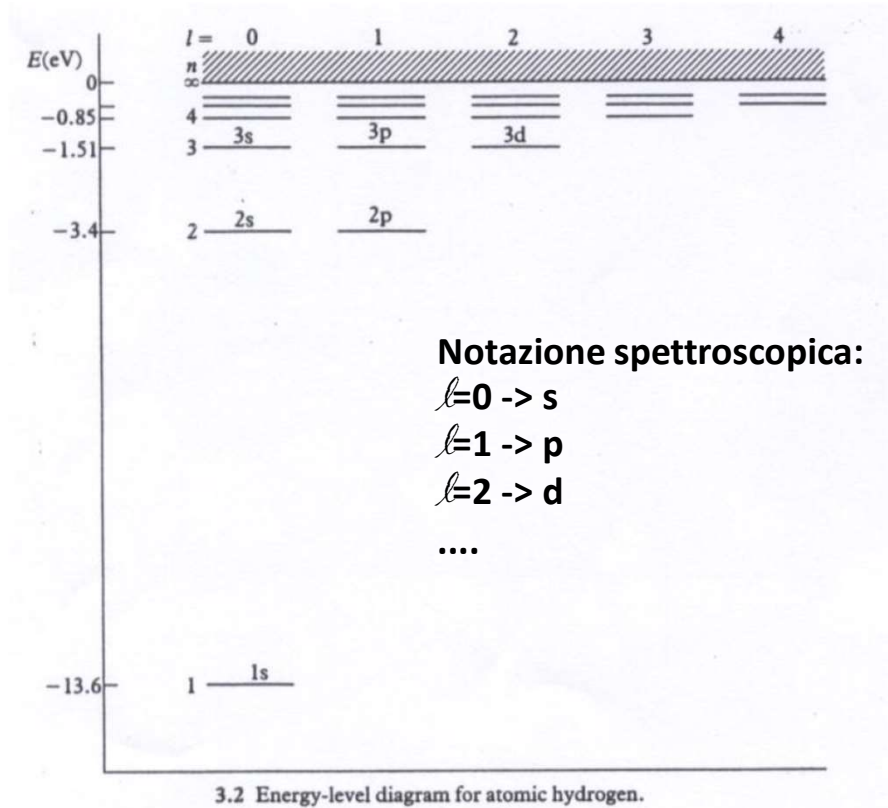 l = 0 1 2 3 4
E(eV)
n
0 ∞
-0.85 4
3s 3p 3d
-1.51 3
2s 2p
-3.4 2
Notazione spettroscopica:
ℓ=0 -> s
ℓ=1 -> p
ℓ=2 -> d
....
1s
-13.6 1
3.2 Energy-level diagram for atomic hydrogen.